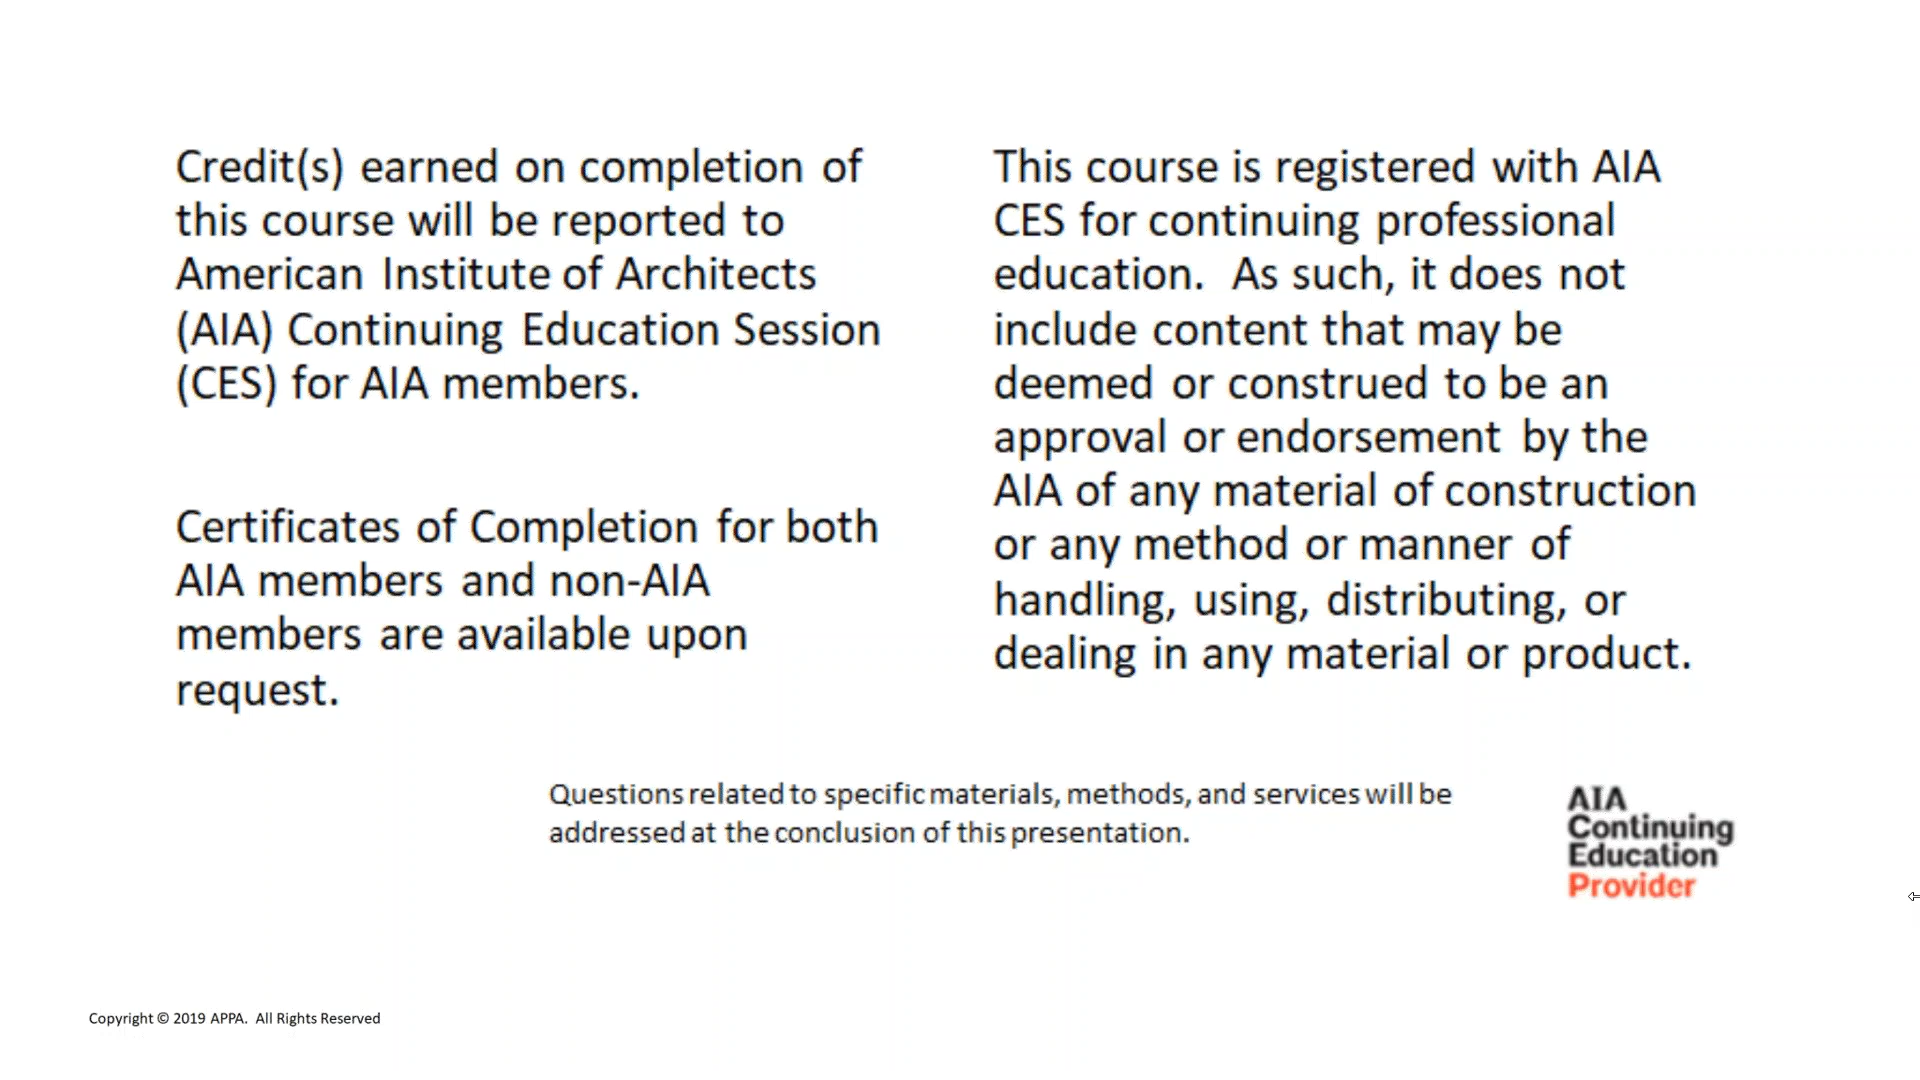 Credit(s) earned on completion of
this course will be reported to
American Institute of Architects
(AIA) Continuing Education Session
(CES) for AIA members.
Certificates of Completion for both
AIA members and non-AIA
members are available upon
request.
This course is registered with AIA
CES for continuing professional
education. As such, it does not
include content that may be
deemed or construed to be an
approval or endorsement by the
AIA of any material of construction
or any method or manner of
handling, using, distributing, or
dealing in any material or product.
Questions related to specific materials, methods, and services will be
addressed at the conclusion of this presentation.
AIA
Continuing
Education
Provider
Copyright © 2019 APPA. All Rights Reserved